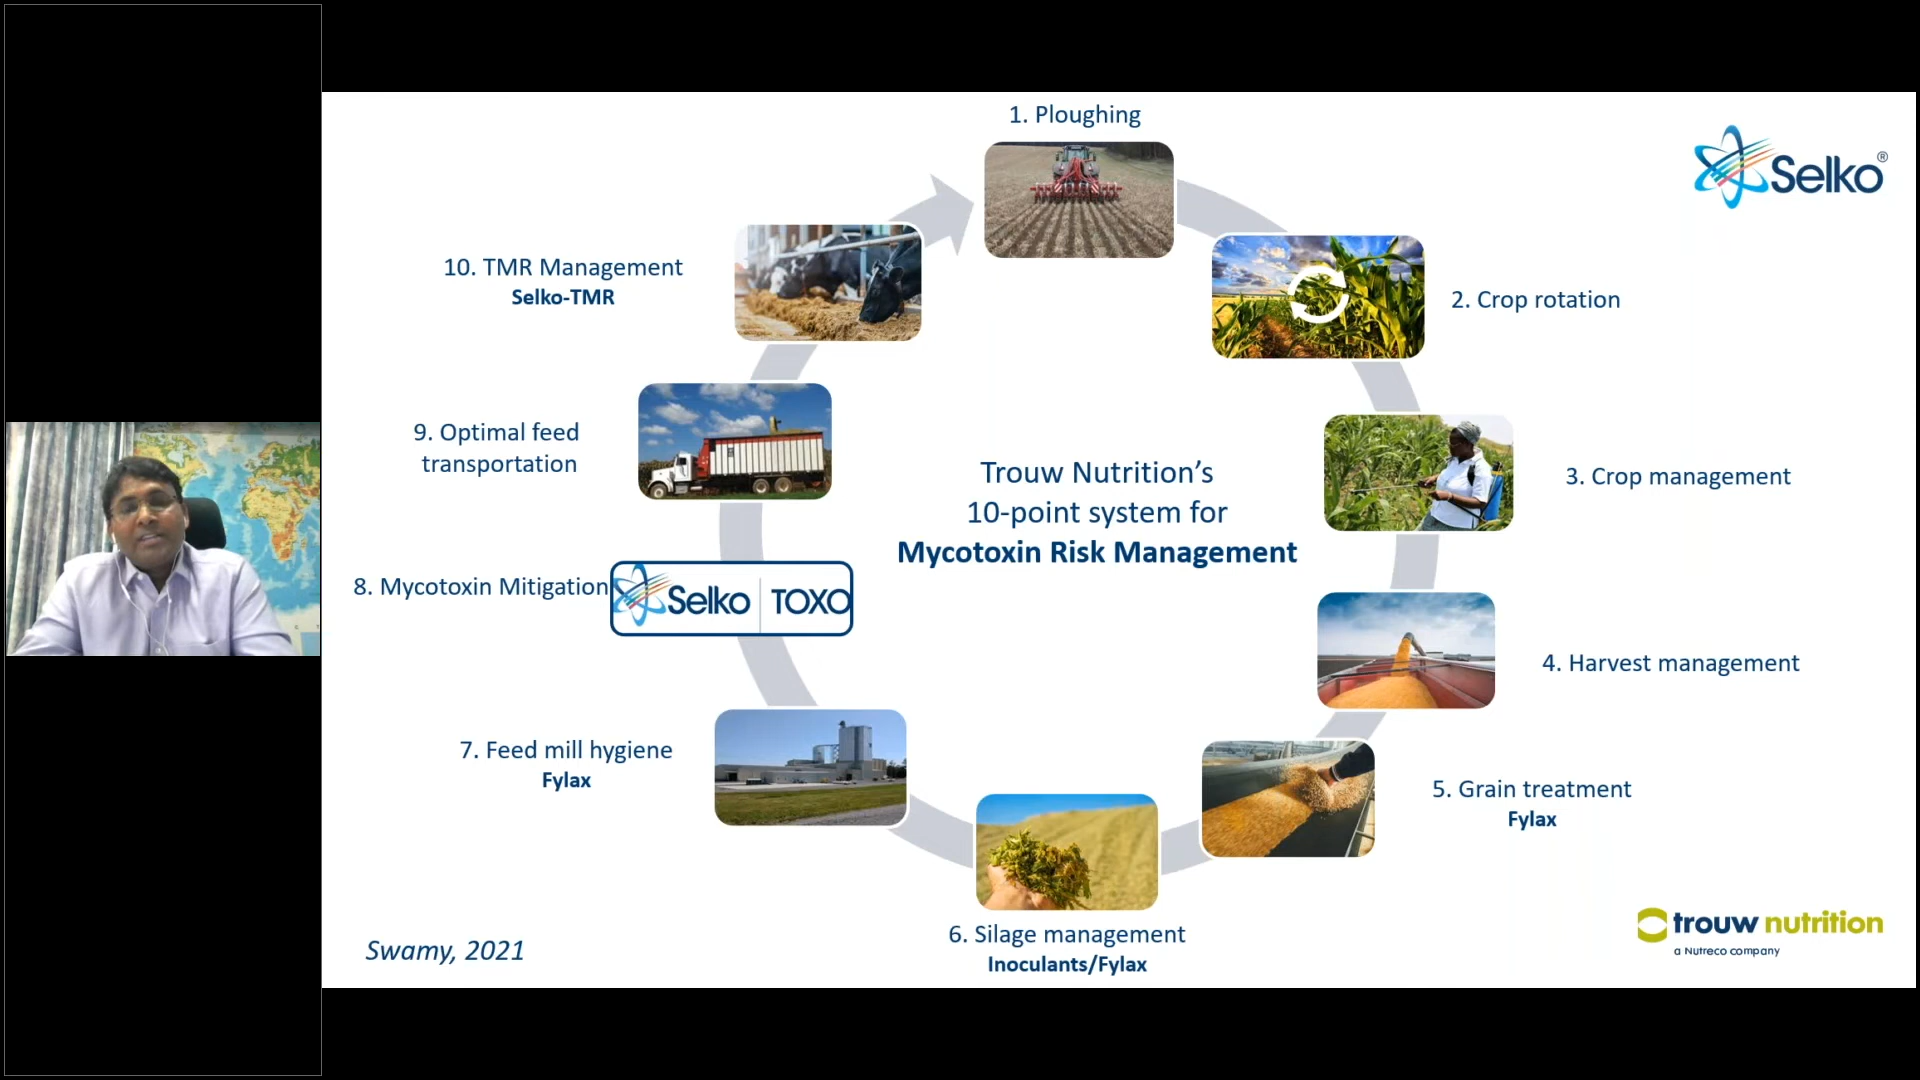 1. Ploughing
Selko®
10. TMR Management
Selko-TMR
2. Crop rotation
9. Optimal feed
transportation
Trouw Nutrition’s
10-point system for
Mycotoxin Risk Management
3. Crop management
8. Mycotoxin Mitigation
Selko | TOXO
4. Harvest management
7. Feed mill hygiene
Fylax
5. Grain treatment
Fylax
6. Silage management
Inoculants/Fylax
Swamy, 2021
trouw nutrition
a Nutreco company